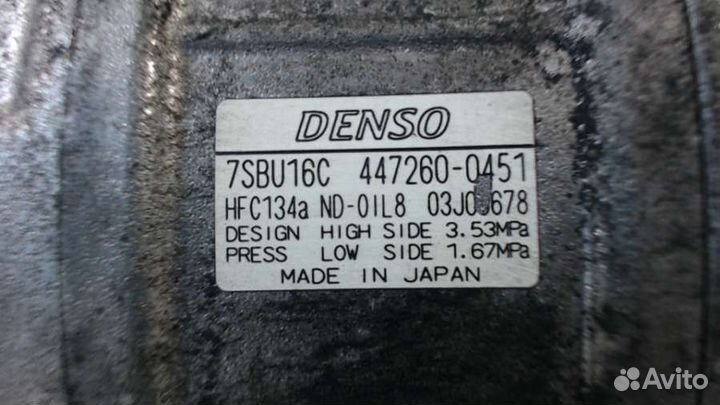 DENSO
7SBU16C 447260-0451
HFC134a ND-OIL8
DESIGN HIGH SIDE 3.53MPa
PRESS LOW SIDE 1.67MPa
MADE IN JAPAN
Avito